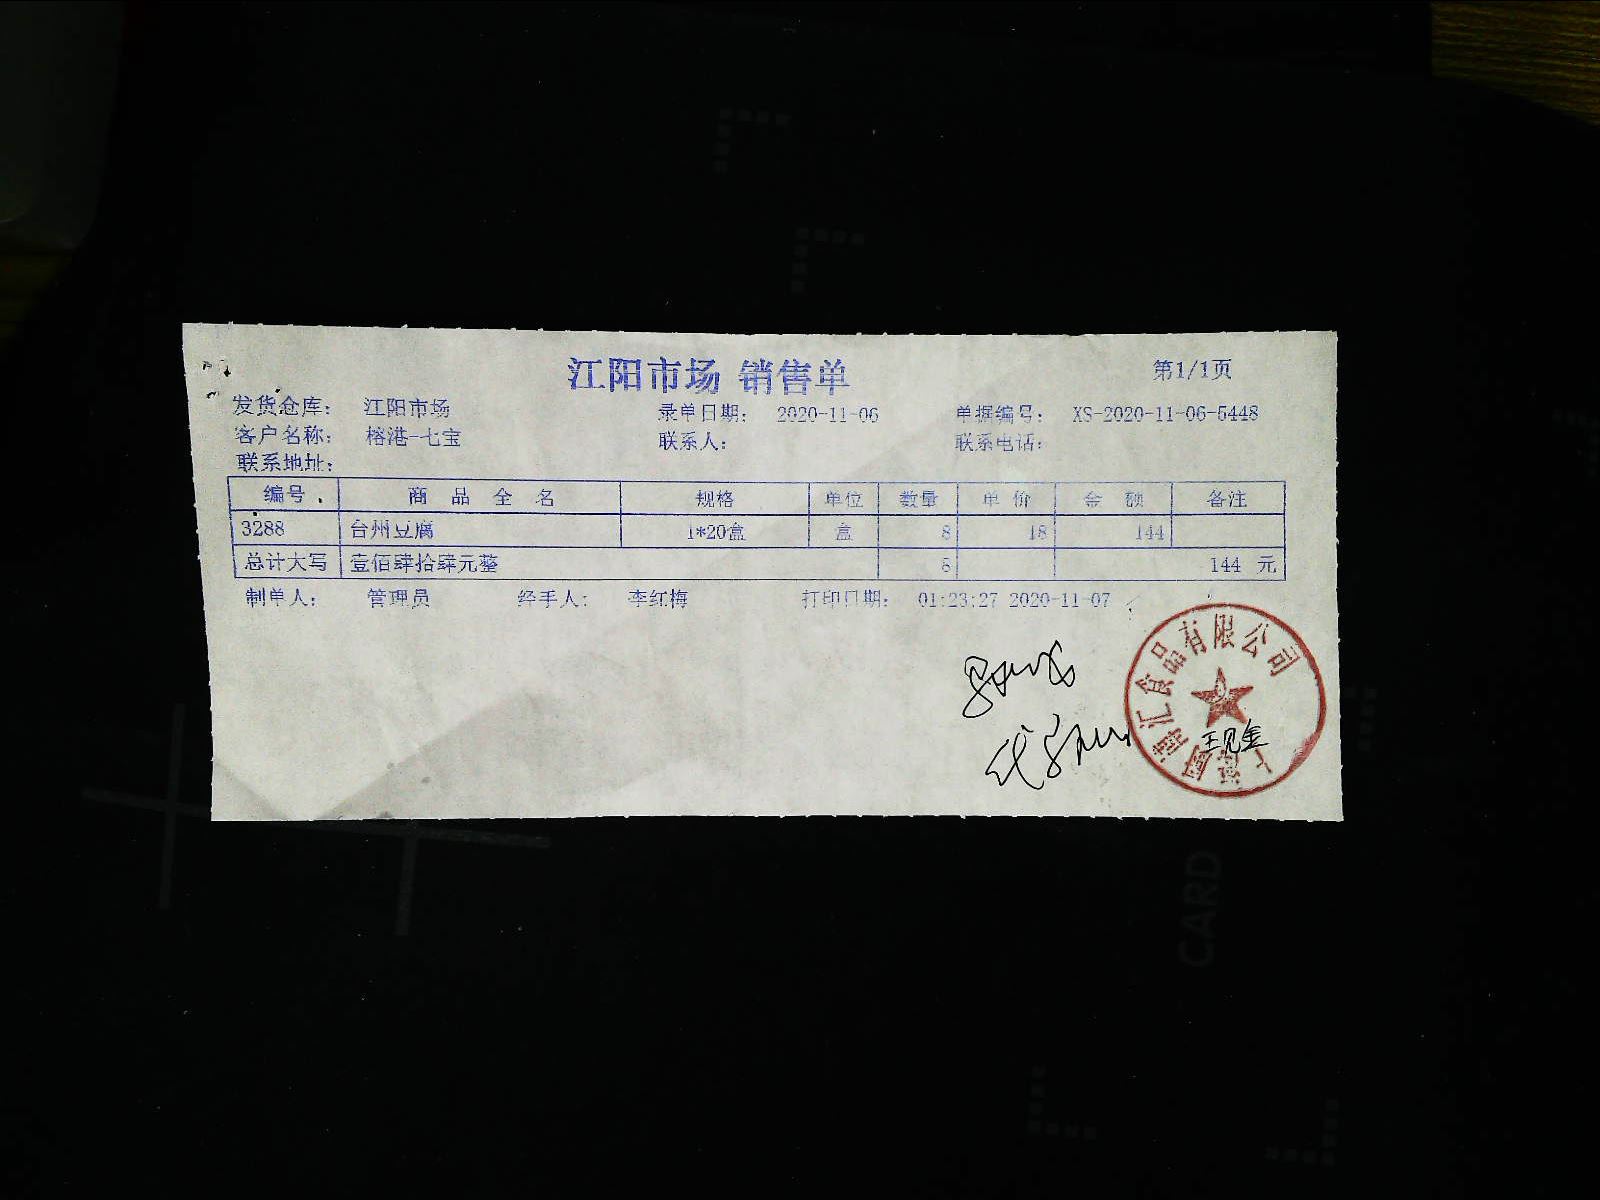 江阳市场 销售单 第1/1页
发货仓库: 江阳市场 录单日期: 2020-11-06 单据编号: XS-2020-11-06-5448
客户名称: 榕港-七宝 联系人: 联系电话:
联系地址:
编号 商品全名 规格 单位 数量 单价 金额 备注
3288 台州豆腐 1*20盒 盒 8 18 144
总计大写 壹佰肆拾肆元整 8 144 元
制单人: 管理员 经手人: 李红梅 打印日期: 01:23:27 2020-11-07
上海厨海汇食品有限公司
CARD